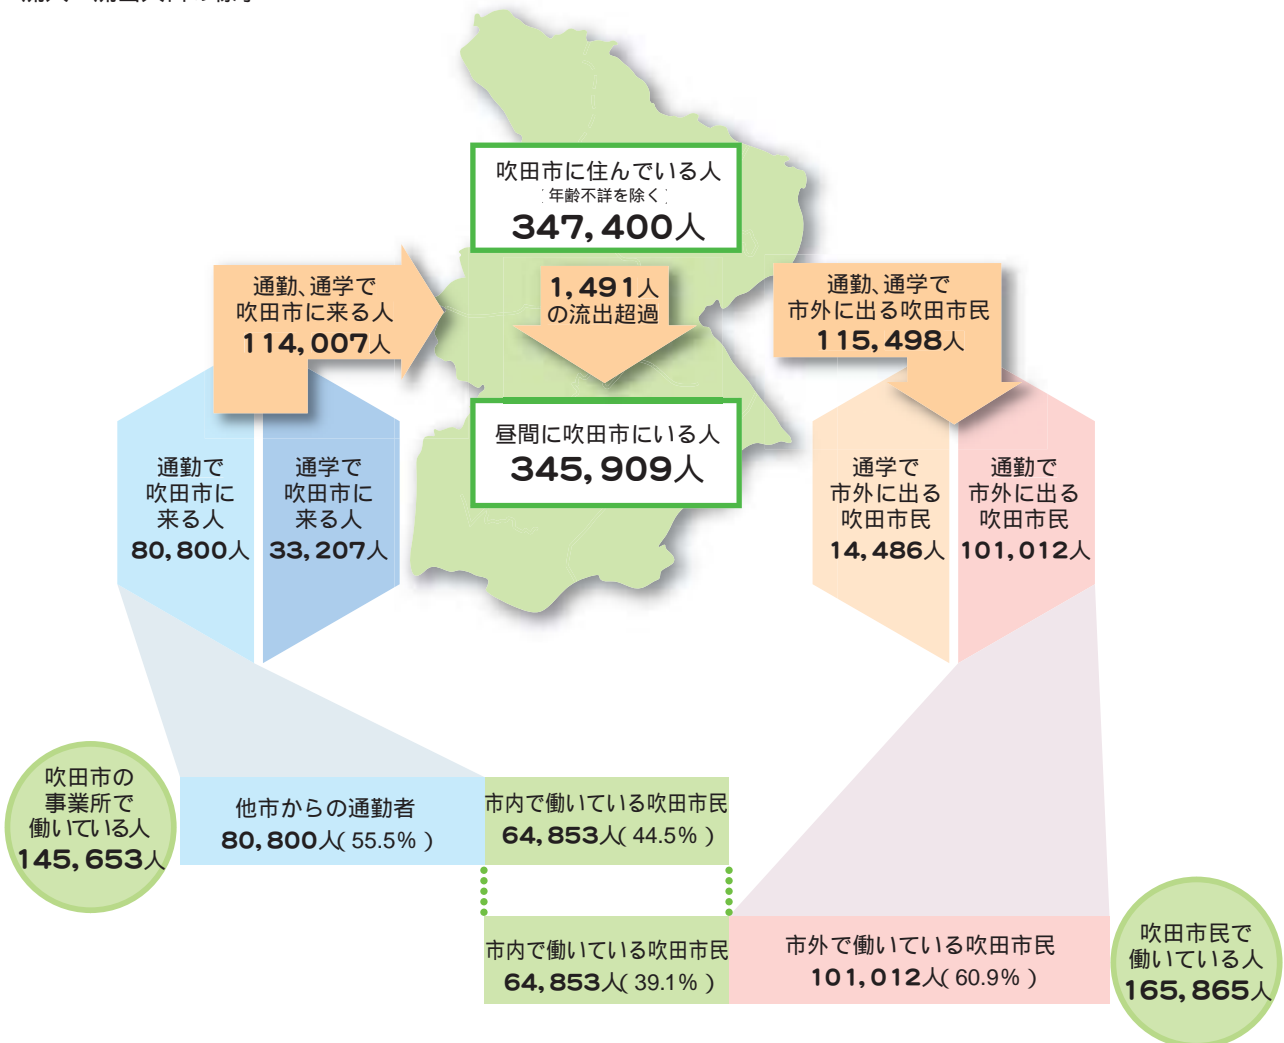 吹田市に住んでいる人
年齢不詳を除く
347,400人
通勤、通学で
吹田市に来る人
114,007人
1,491人
の流出超過
通勤、通学で
市外に出る吹田市民
115,498人
昼間に吹田市にいる人
345,909人
通勤で
吹田市に
来る人
80,800人
通学で
吹田市に
来る人
33,207人
通学で
市外に出る
吹田市民
14,486人
通勤で
市外に出る
吹田市民
101,012人
吹田市の
事業所で
働いている人
145,653人
他市からの通勤者
80,800人( 55.5% )
市内で働いている吹田市民
64,853人( 44.5% )
市内で働いている吹田市民
64,853人( 39.1% )
市外で働いている吹田市民
101,012人( 60.9% )
吹田市民で
働いている人
165,865人